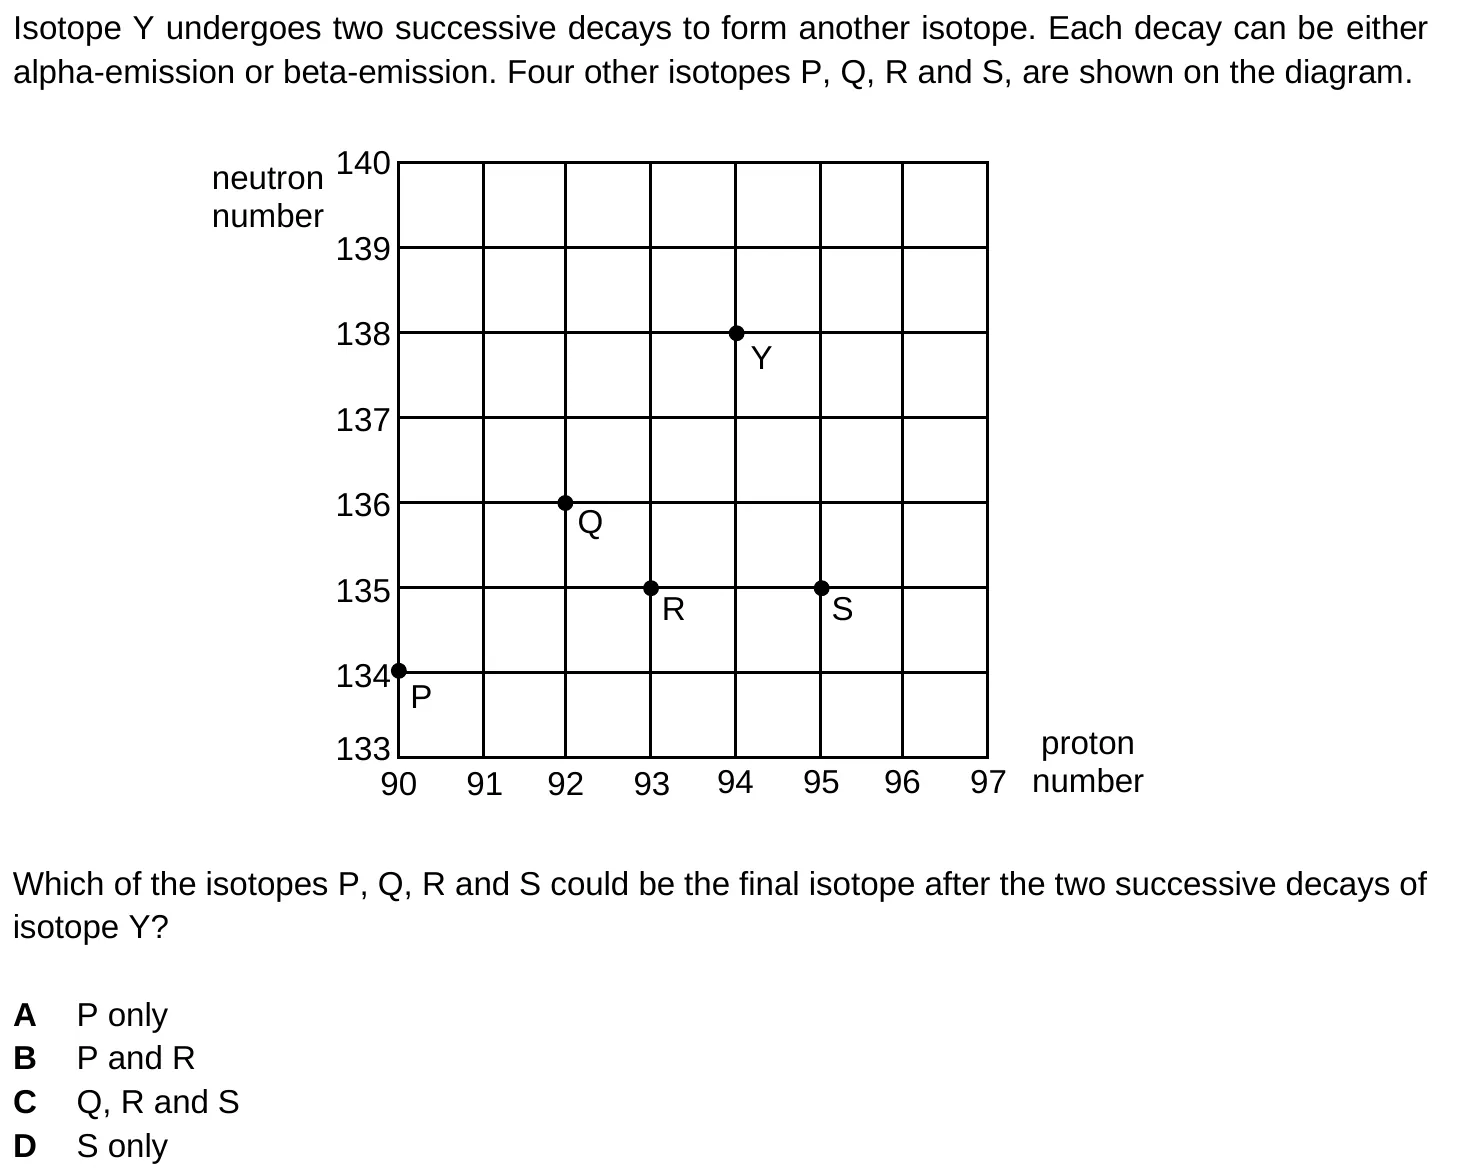 Isotope Y undergoes two successive decays to form another isotope. Each decay can be either
alpha-emission or beta-emission. Four other isotopes P, Q, R and S, are shown on the diagram.
neutron
number
140
139
138
Y
137
136
Q
135
R
S
134
P
133
90 91 92 93 94 95 96 97
proton
number
Which of the isotopes P, Q, R and S could be the final isotope after the two successive decays of
isotope Y?
A P only
B P and R
C Q, R and S
D S only